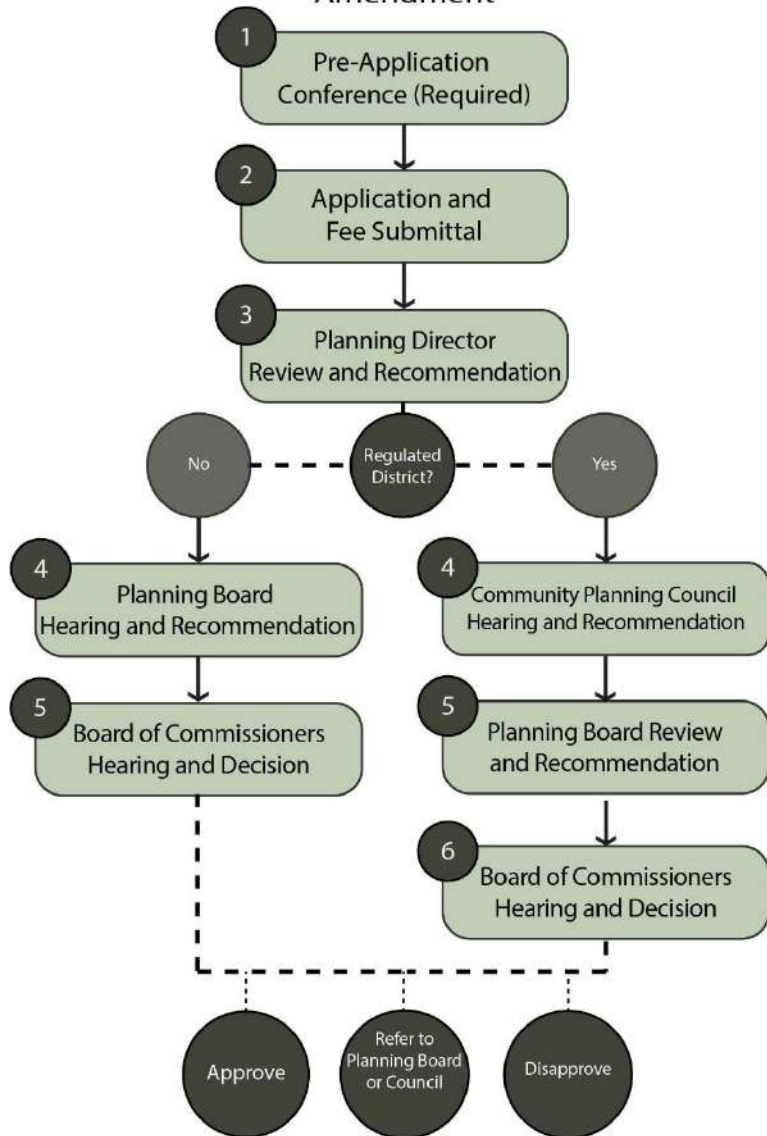 Amendment
1
Pre-Application
Conference (Required)
2
Application and
Fee Submittal
3
Planning Director
Review and Recommendation
No
Regulated
District?
Yes
4
Planning Board
Hearing and Recommendation
5
Board of Commissioners
Hearing and Decision
4
Community Planning Council
Hearing and Recommendation
5
Planning Board Review
and Recommendation
6
Board of Commissioners
Hearing and Decision
Approve
Refer to
Planning Board
or Council
Disapprove